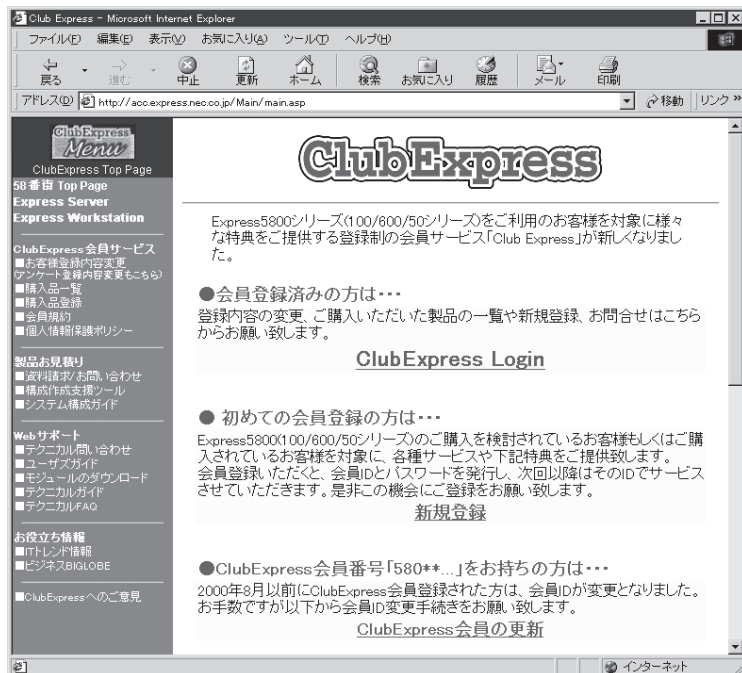 Club Express - Microsoft Internet Explorer
ファイル(F) 編集(E) 表示(V) お気に入り(A) ツール(T) ヘルプ(H)
戻る 進む 中止 更新 ホーム 検索 お気に入り 履歴 メール 印刷
アドレス(D) http://acc.express.nec.co.jp/Main/main.asp 移動 リンク »
ClubExpress
Menu
ClubExpress Top Page
58番街 Top Page
Express Server
Express Workstation
ClubExpress会員サービス
■お客様登録内容変更
(アンケート登録内容変更もこちら)
■購入品一覧
■購入品登録
■会員規約
■個人情報保護ポリシー
製品お見積り
■資料請求/お問い合わせ
■構成作成支援ツール
■システム構成ガイド
Webサポート
■テクニカル問い合わせ
■ユーザズガイド
■モジュールのダウンロード
■テクニカルガイド
■テクニカルFAQ
お役立ち情報
■ITトレンド情報
■ビジネスBIGLOBE
■ClubExpressへのご意見
ClubExpress
Express5800シリーズ(100/600/50シリーズ)をご利用のお客様を対象に様々
な特典をご提供する登録制の会員サービス「Club Express」が新しくなりまし
た。
●会員登録済みの方は・・・
登録内容の変更、ご購入いただいた製品の一覧や新規登録、お問合せはこちら
からお願い致します。
ClubExpress Login
● 初めての会員登録の方は・・・
Express5800(100/600/50シリーズ)のご購入を検討されているお客様もしくはご購
入されているお客様を対象に、各種サービスや下記特典をご提供致します。
会員登録いただくと、会員IDとパスワードを発行し、次回以降はそのIDでサービス
させていただきます。是非この機会にご登録をお願い致します。
新規登録
●ClubExpress会員番号「580**...」をお持ちの方は・・・
2000年8月以前にClubExpress会員登録された方は、会員IDが変更となりました。
お手数ですが以下から会員ID変更手続きをお願い致します。
ClubExpress会員の更新
インターネット